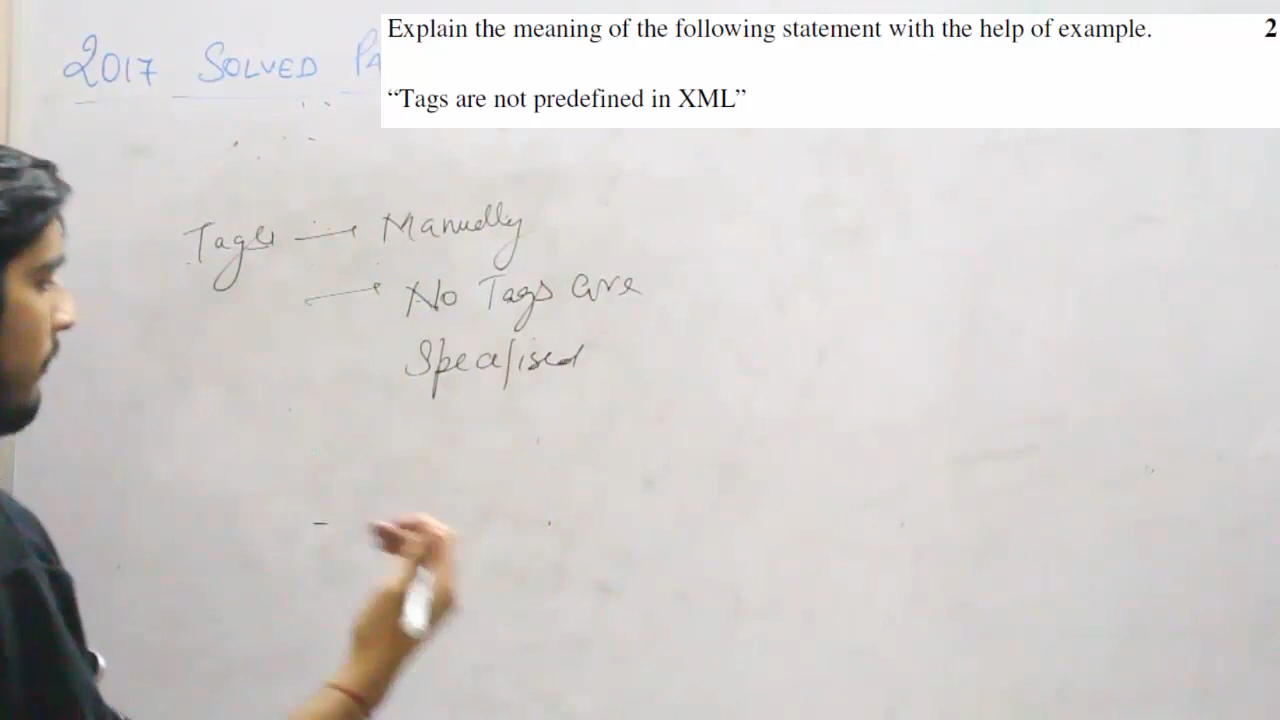 Explain the meaning of the following statement with the help of example. 2
“Tags are not predefined in XML”
2017 SOLVED PA
Tags → Manually
→ No Tags are